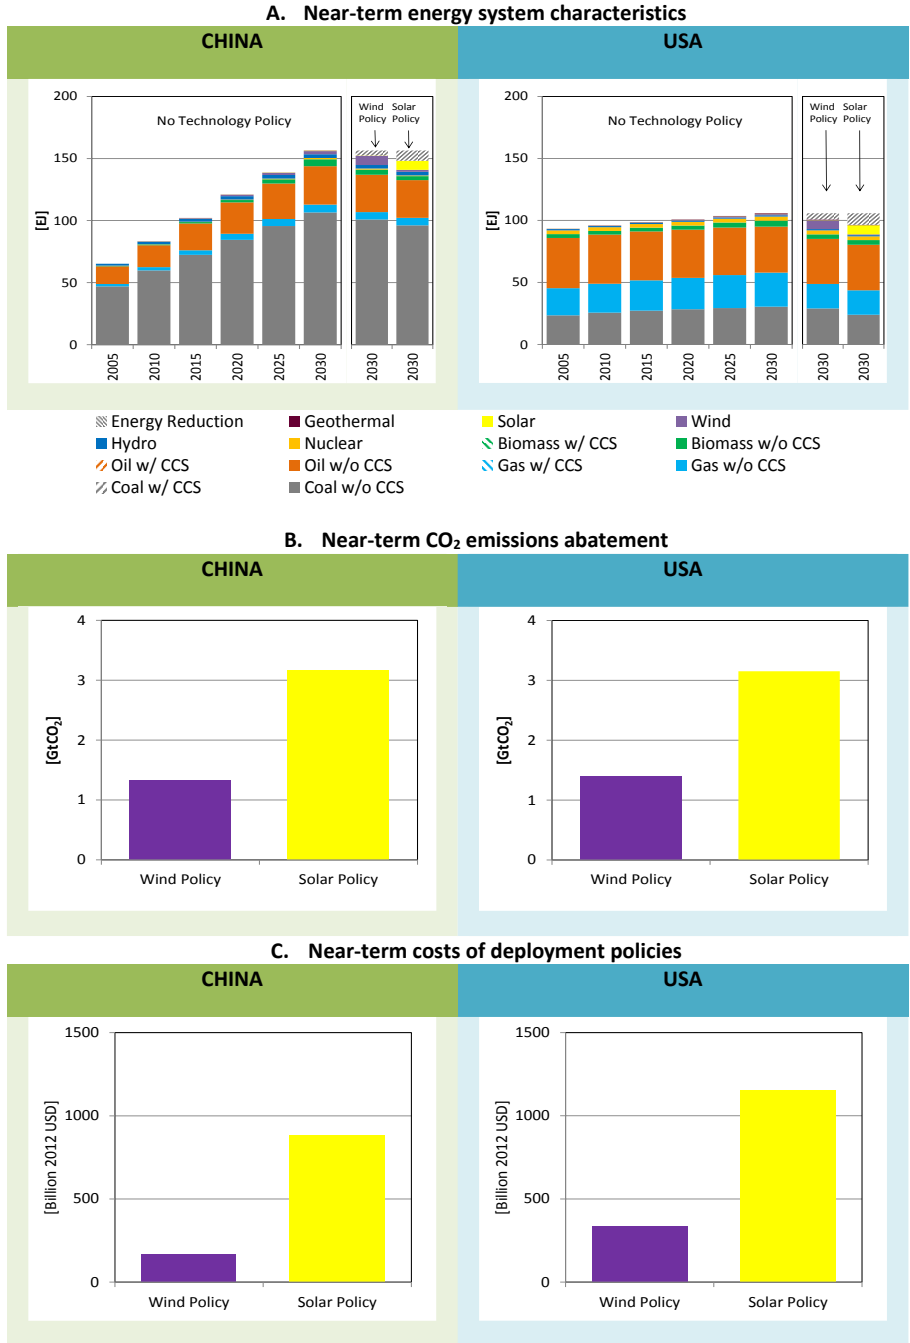 A. Near-term energy system characteristics
CHINA
USA
200
150
100
50
0
[EJ]
No Technology Policy
Wind Policy
Solar Policy
2005
2010
2015
2020
2025
2030
2030
2030
200
150
100
50
0
[EJ]
No Technology Policy
Wind Policy
Solar Policy
2005
2010
2015
2020
2025
2030
2030
2030
Energy Reduction
Geothermal
Solar
Wind
Hydro
Nuclear
Biomass w/ CCS
Biomass w/o CCS
Oil w/ CCS
Oil w/o CCS
Gas w/ CCS
Gas w/o CCS
Coal w/ CCS
Coal w/o CCS
B. Near-term CO₂ emissions abatement
CHINA
USA
4
3
2
1
0
[GtCO₂]
Wind Policy
Solar Policy
4
3
2
1
0
[GtCO₂]
Wind Policy
Solar Policy
C. Near-term costs of deployment policies
CHINA
USA
1500
1000
500
0
[Billion 2012 USD]
Wind Policy
Solar Policy
1500
1000
500
0
[Billion 2012 USD]
Wind Policy
Solar Policy